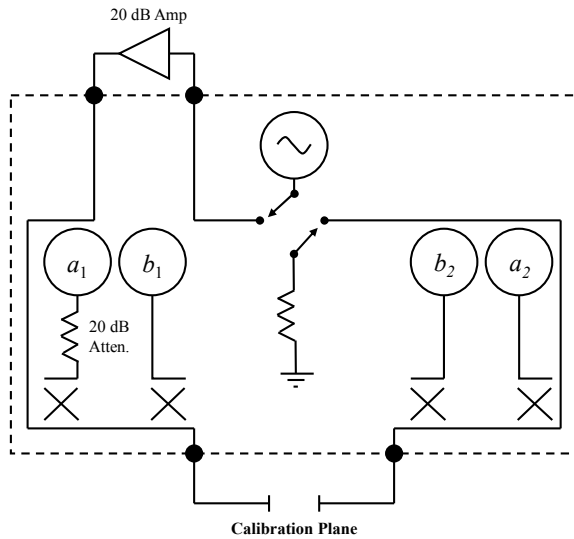 20 dB Amp
a1
b1
b2
a2
20 dB
Atten.
Calibration Plane